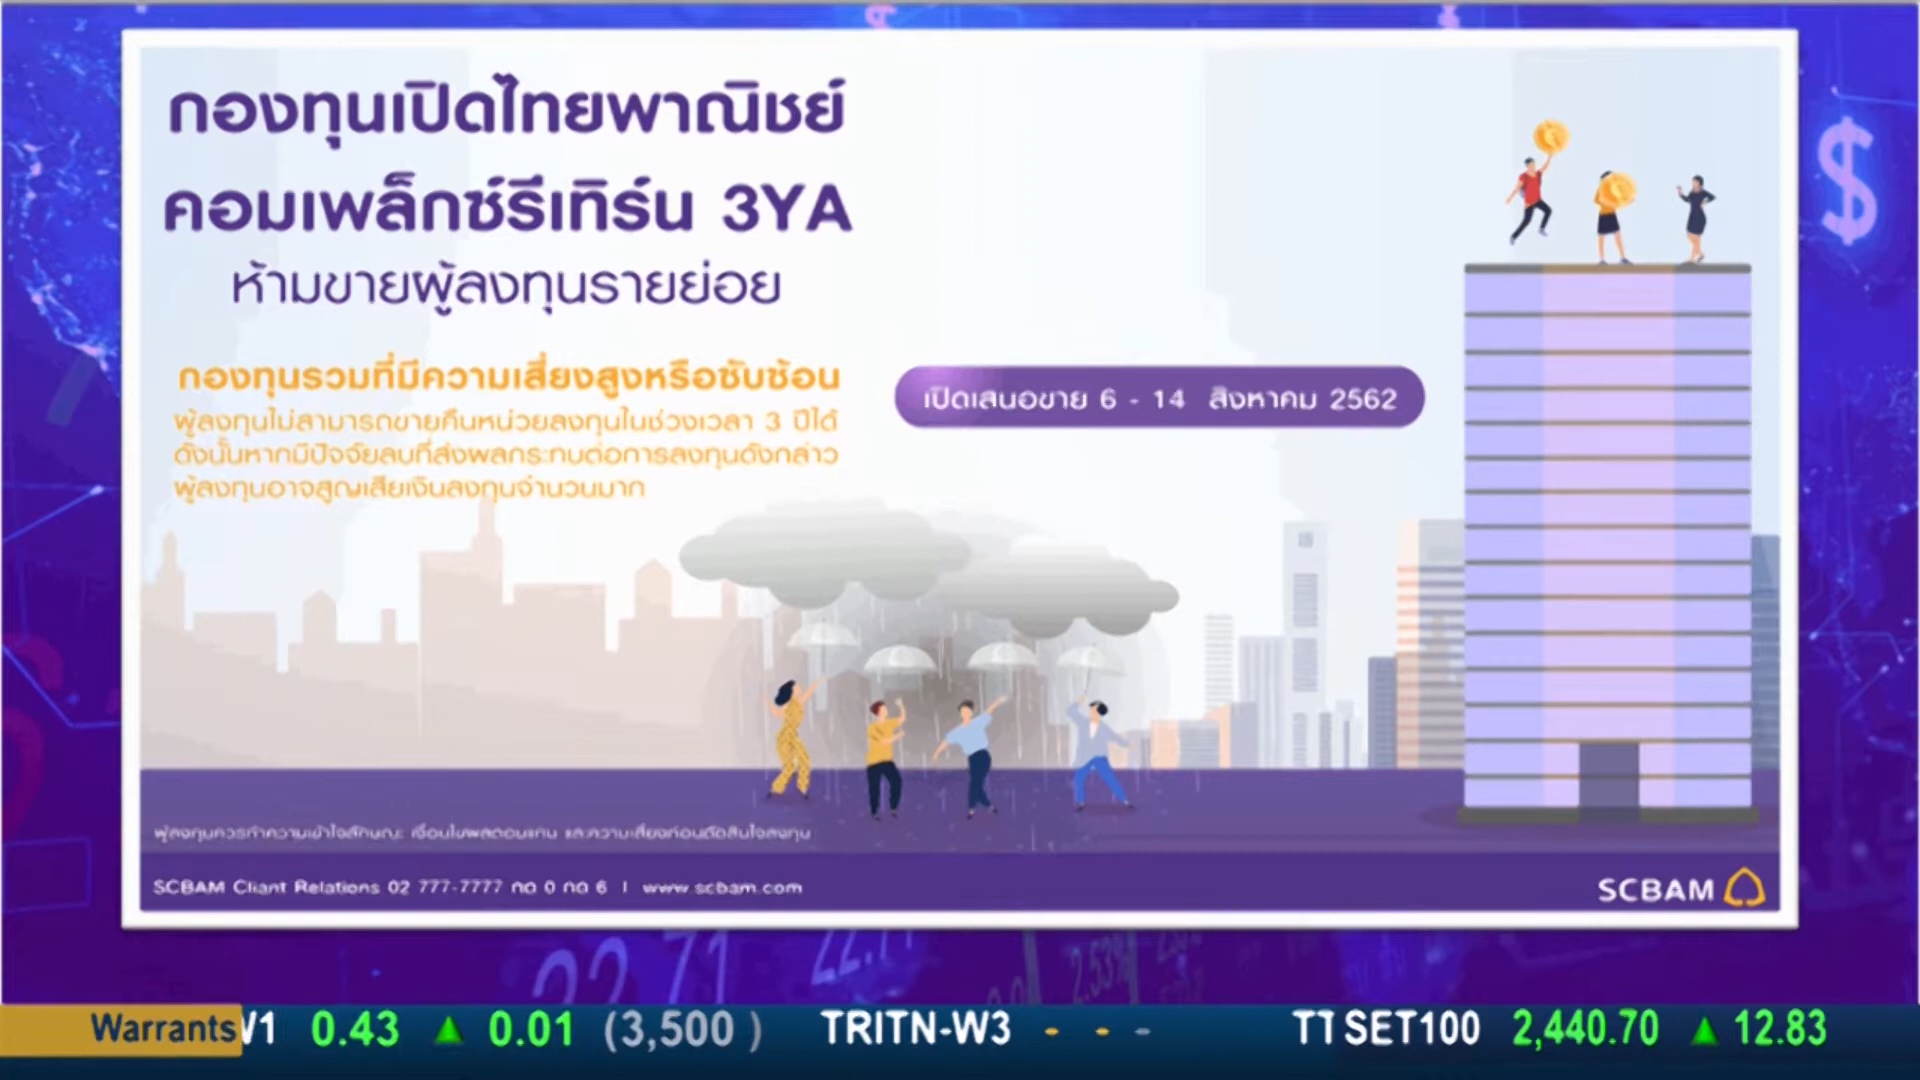 กองทุนเปิดไทยพาณิชย์
คอมเพล็กซ์รีเทิร์น 3YA
ห้ามขายผู้ลงทุนรายย่อย
กองทุนรวมที่มีความเสี่ยงสูงหรือซับซ้อน
ผู้ลงทุนไม่สามารถขายคืนหน่วยลงทุนในช่วงเวลา 3 ปีได้
ดังนั้นหากมีปัจจัยลบที่ส่งผลกระทบต่อการลงทุนดังกล่าว
ผู้ลงทุนอาจสูญเสียเงินลงทุนจำนวนมาก
เปิดเสนอขาย 6 - 14 สิงหาคม 2562
ผู้ลงทุนควรทำความเข้าใจลักษณะ เงื่อนไขผลตอบแทน และความเสี่ยงก่อนตัดสินใจลงทุน
SCBAM Cliant Relations 02 777-7777 กด 0 กด 6 | www.scbam.com
SCBAM
22.71 22.71 2.53%
Warrants W1 0.43 ▲ 0.01 (3,500 ) TRITN-W3 - - - TT SET100 2,440.70 ▲ 12.83